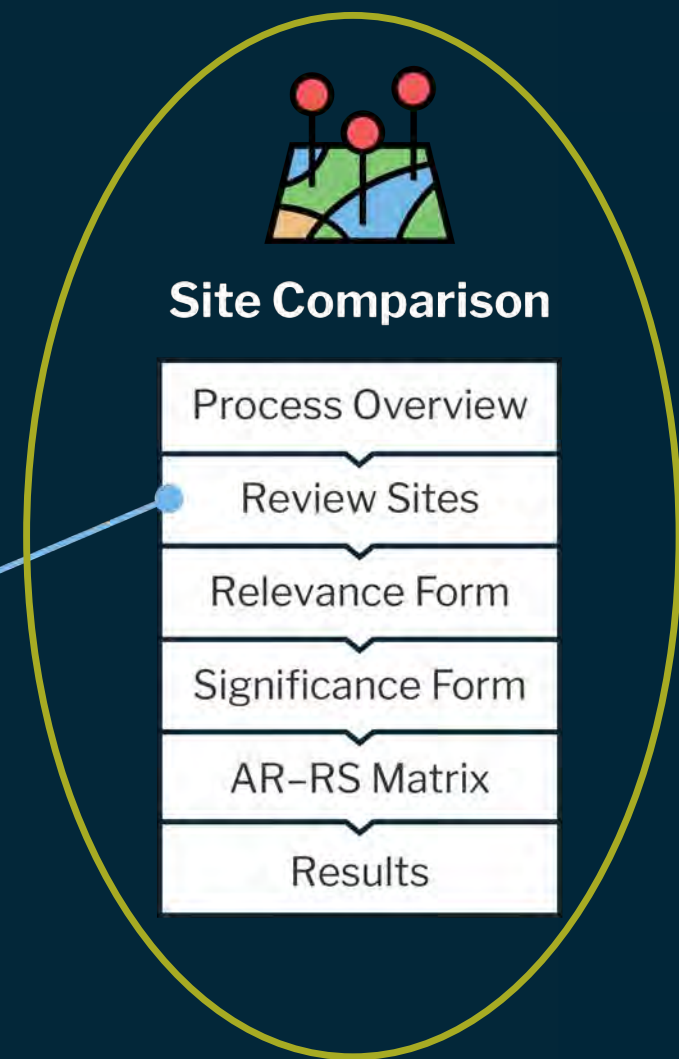 Site Comparison
Process Overview
Review Sites
Relevance Form
Significance Form
AR–RS Matrix
Results